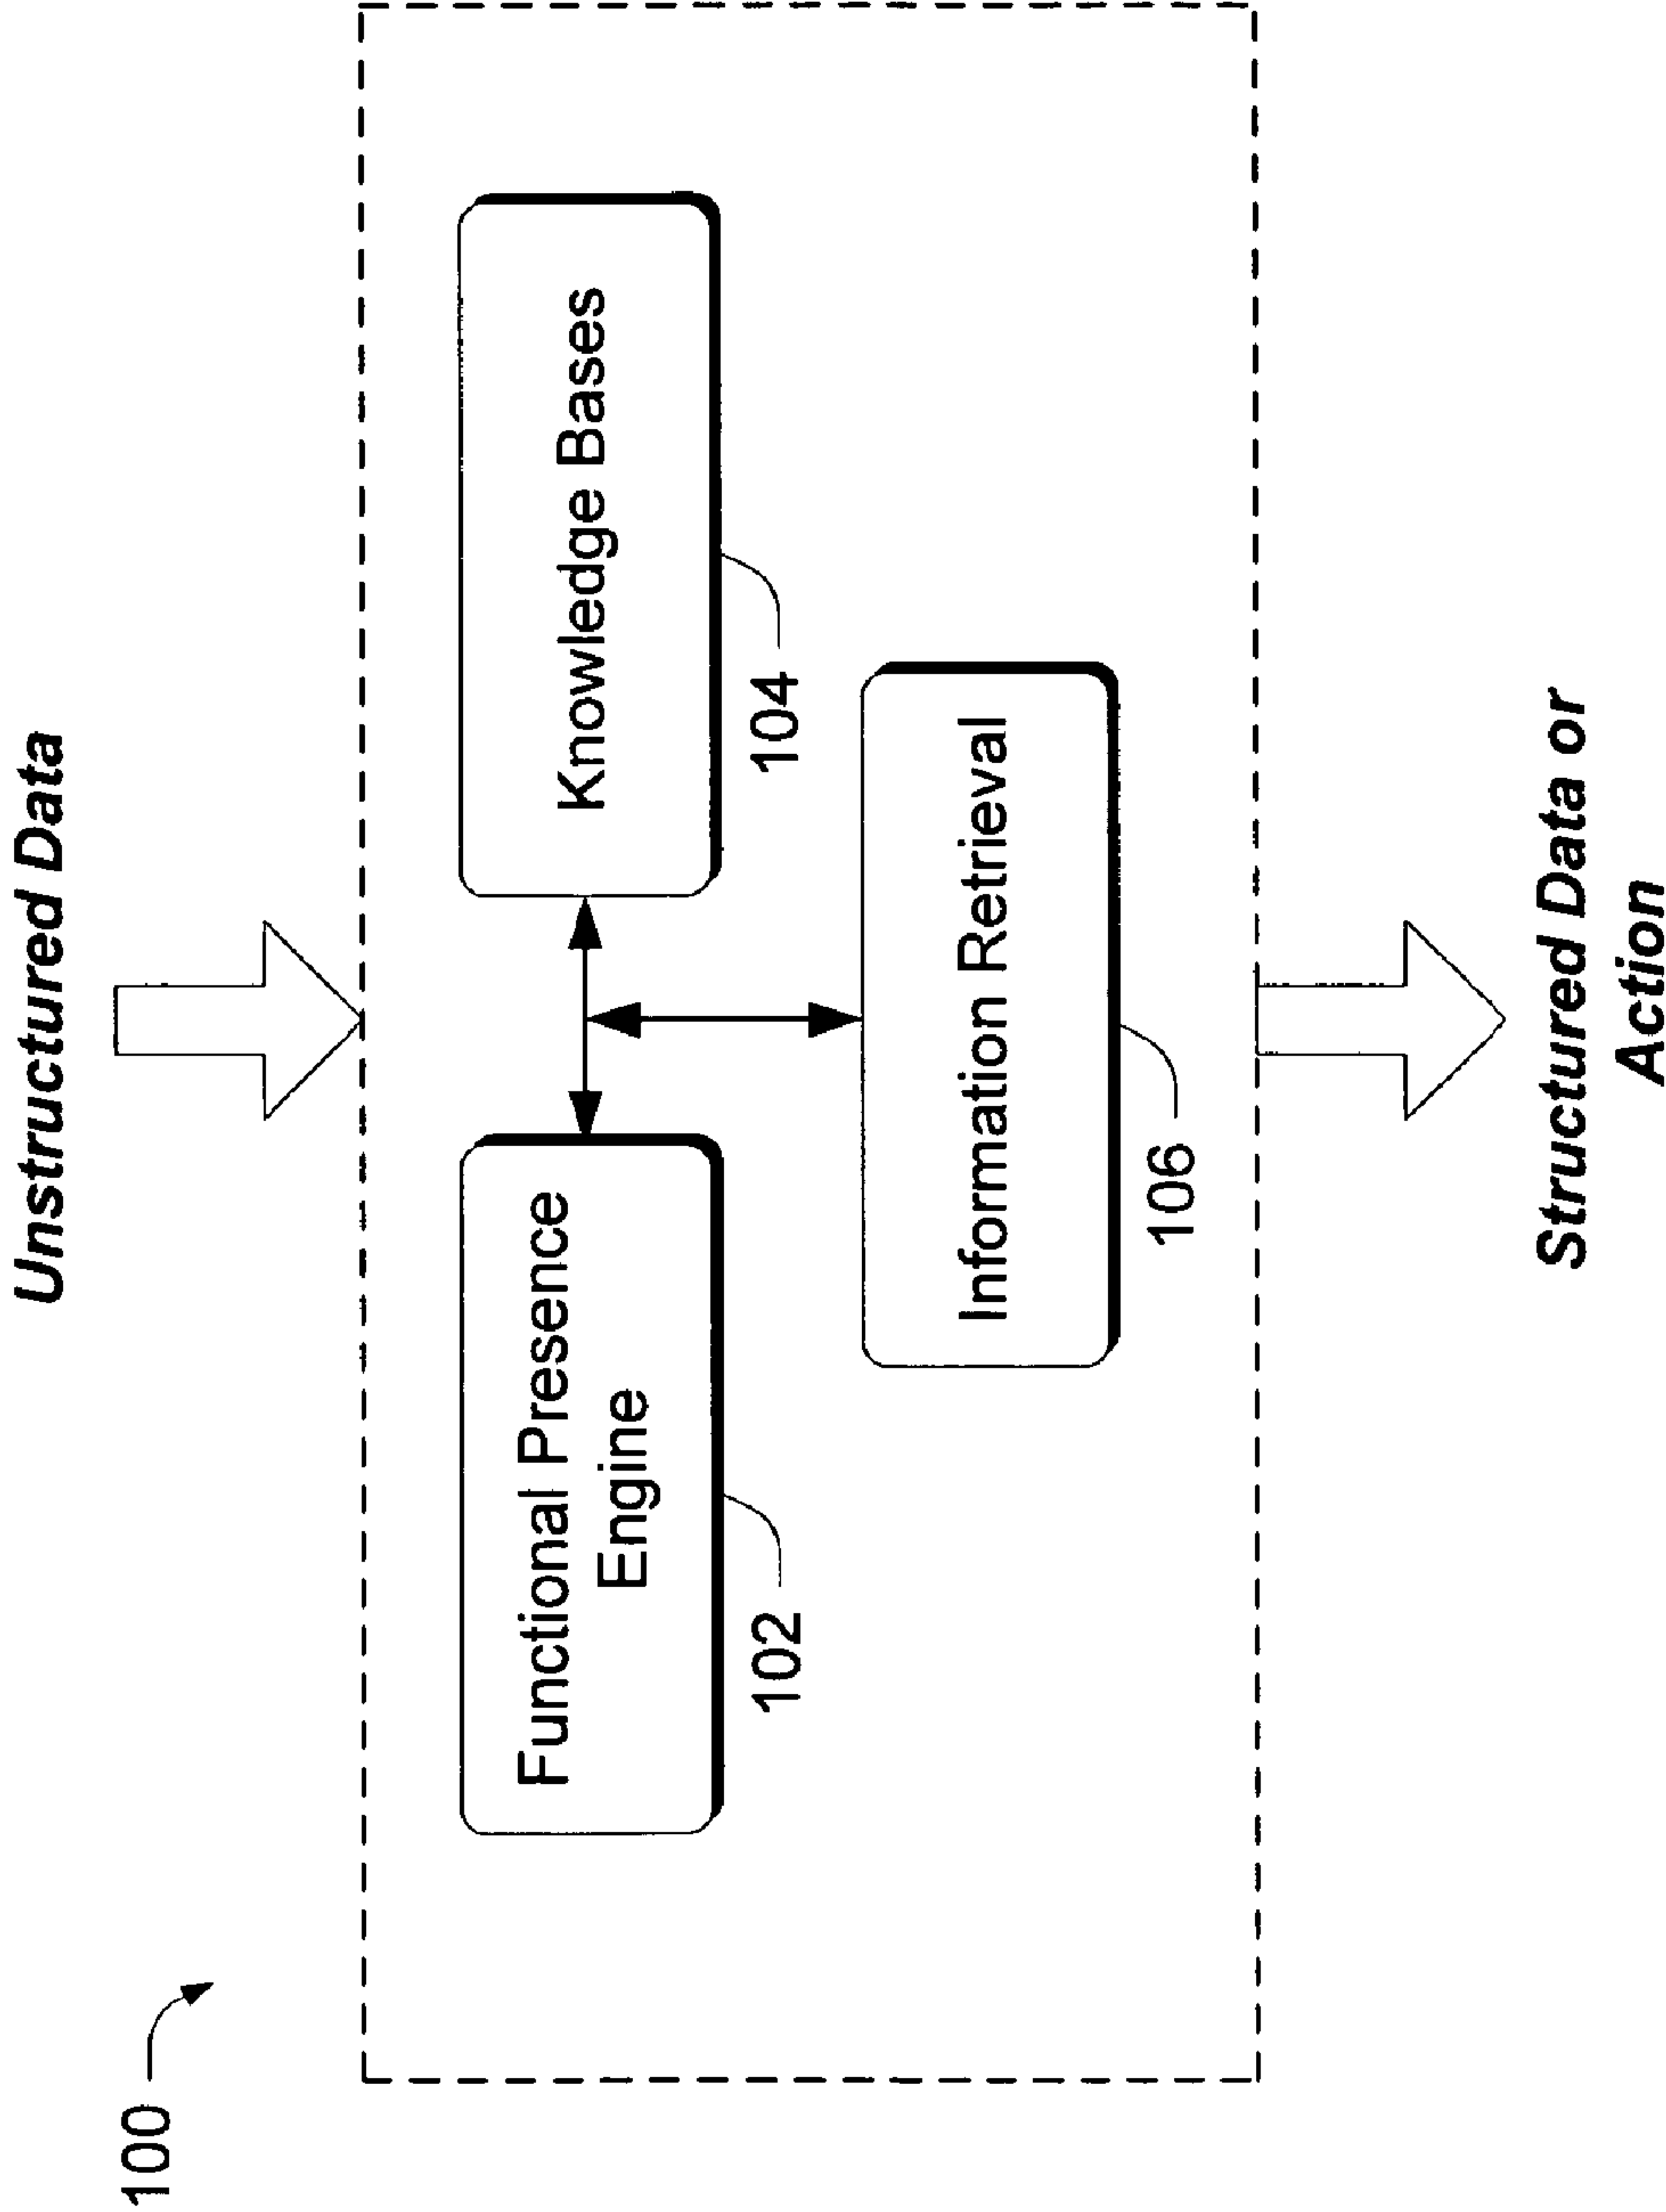 Unstructured Data
100
Functional Presence
Engine
Knowledge Bases
102
104
Information Retrieval
106
Structured Data or
Action